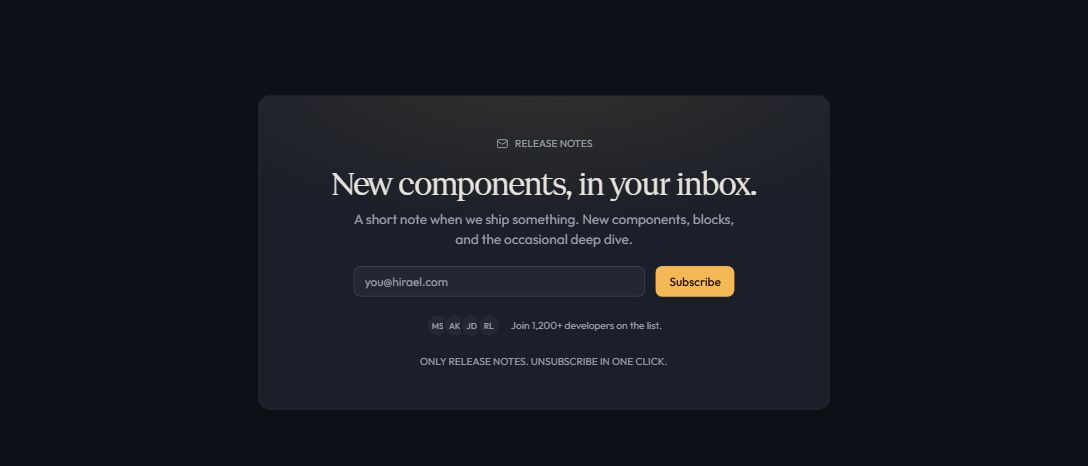 RELEASE NOTES
New components, in your inbox.
A short note when we ship something. New components, blocks,
and the occasional deep dive.
you@hirael.com
Subscribe
MS AK JD RL Join 1,200+ developers on the list.
ONLY RELEASE NOTES. UNSUBSCRIBE IN ONE CLICK.